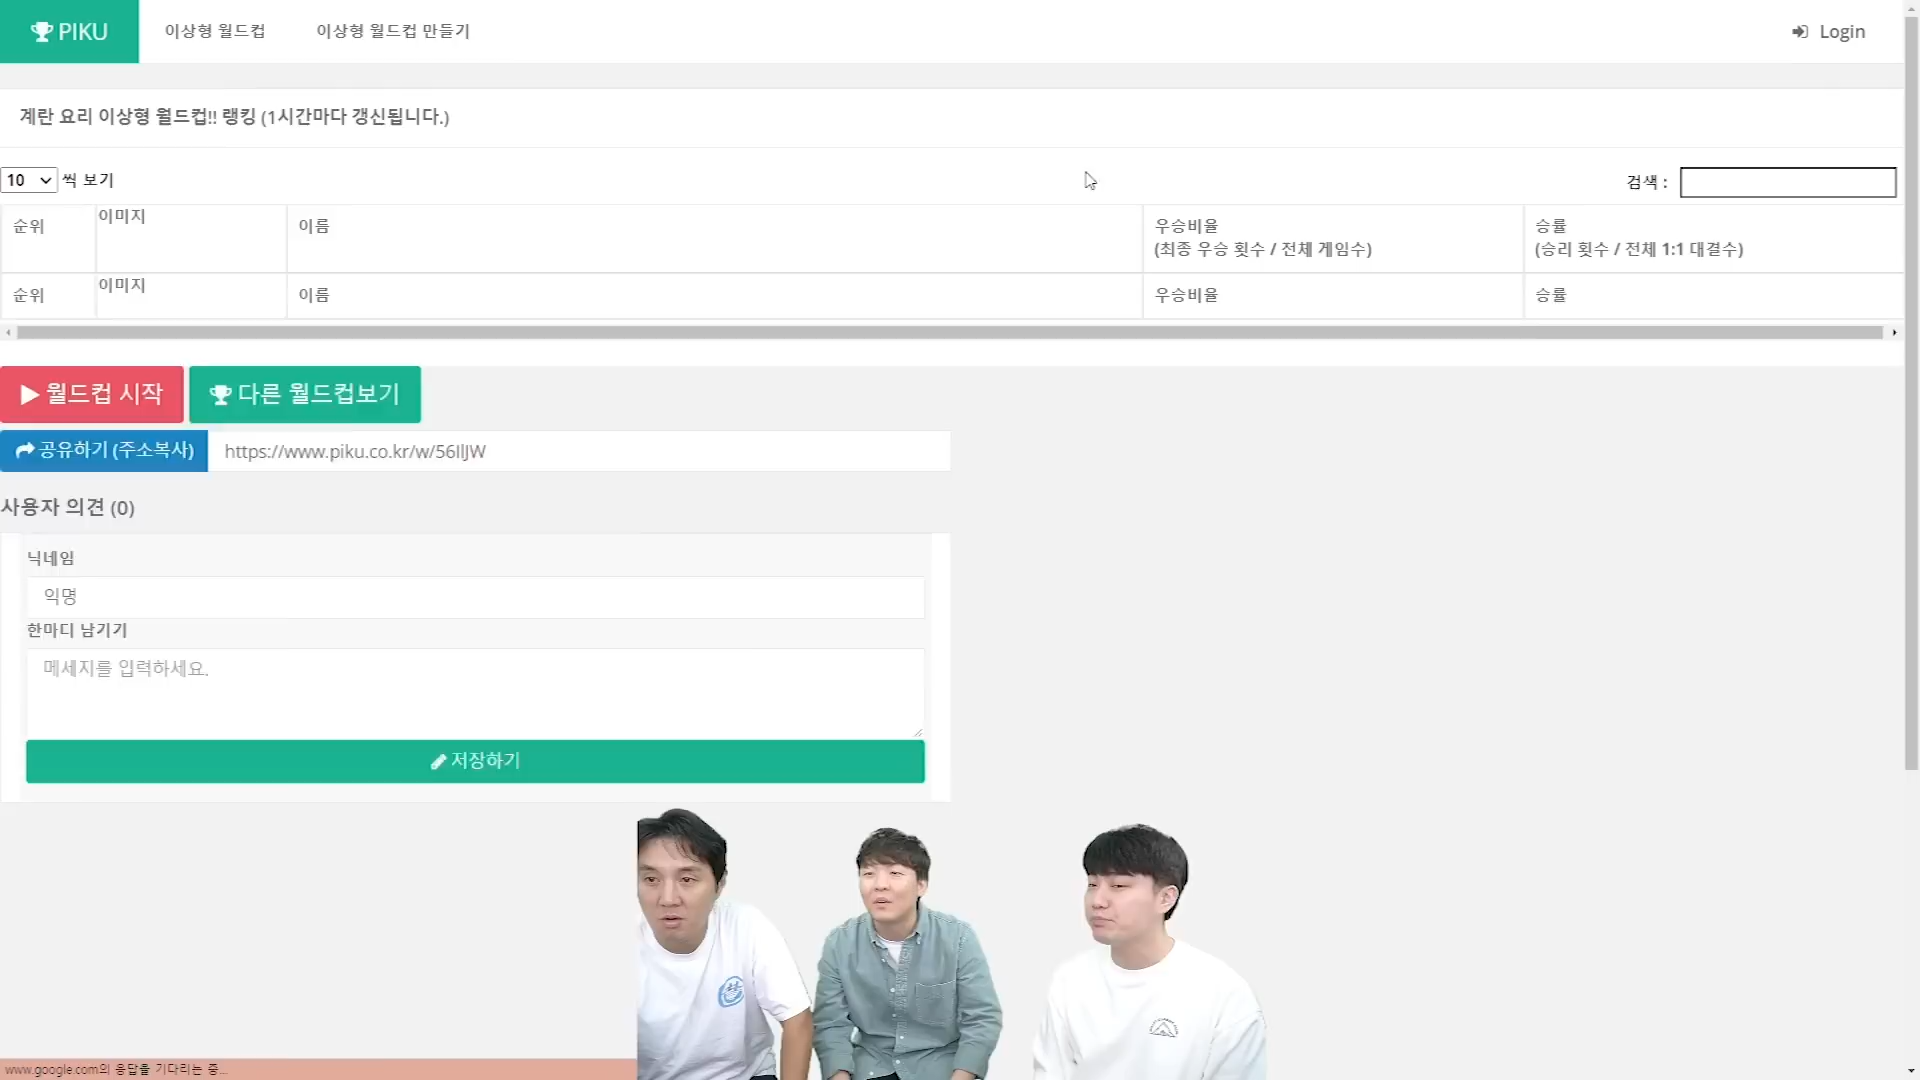 PIKU
이상형 월드컵
이상형 월드컵 만들기
Login
계란 요리 이상형 월드컵!! 랭킹 (1시간마다 갱신됩니다.)
10 씩 보기
검색 :
순위
이미지
이름
우승비율
(최종 우승 횟수 / 전체 게임수)
승률
(승리 횟수 / 전체 1:1 대결수)
순위
이미지
이름
우승비율
승률
월드컵 시작
다른 월드컵보기
공유하기 (주소복사)
https://www.piku.co.kr/w/56IlJW
사용자 의견 (0)
닉네임
익명
한마디 남기기
메세지를 입력하세요.
저장하기
www.google.com의 응답을 기다리는 중...